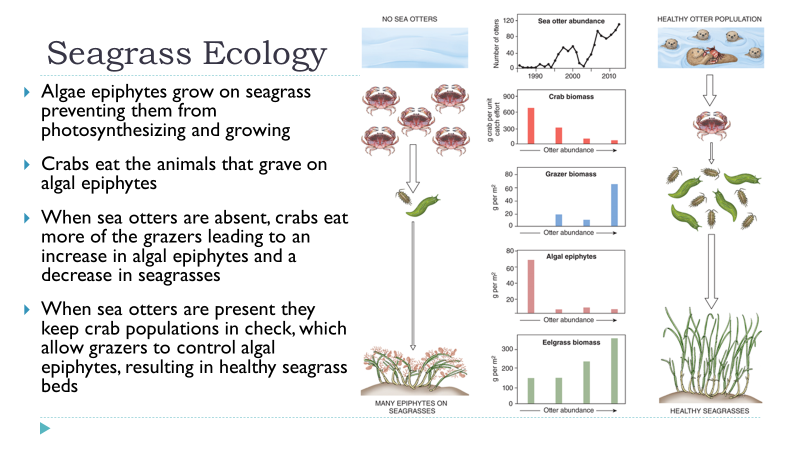 Seagrass Ecology
Algae epiphytes grow on seagrass
preventing them from
photosynthesizing and growing
Crabs eat the animals that grave on
algal epiphytes
When sea otters are absent, crabs eat
more of the grazers leading to an
increase in algal epiphytes and a
decrease in seagrasses
When sea otters are present they
keep crab populations in check, which
allow grazers to control algal
epiphytes, resulting in healthy seagrass
beds
NO SEA OTTERS
MANY EPIPHYTES ON
SEAGRASSES
Sea otter abundance
Number of otters
120
80
40
0
1990
2000
2010
Crab biomass
g crab per unit
catch effort
900
600
300
0
Otter abundance
Grazer biomass
g per m²
80
60
40
20
0
Otter abundance
Algal epiphytes
g per m²
80
60
40
20
Otter abundance
Eelgrass biomass
g per m²
300
200
100
0
Otter abundance
HEALTHY OTTER POPLULATION
HEALTHY SEAGRASSES